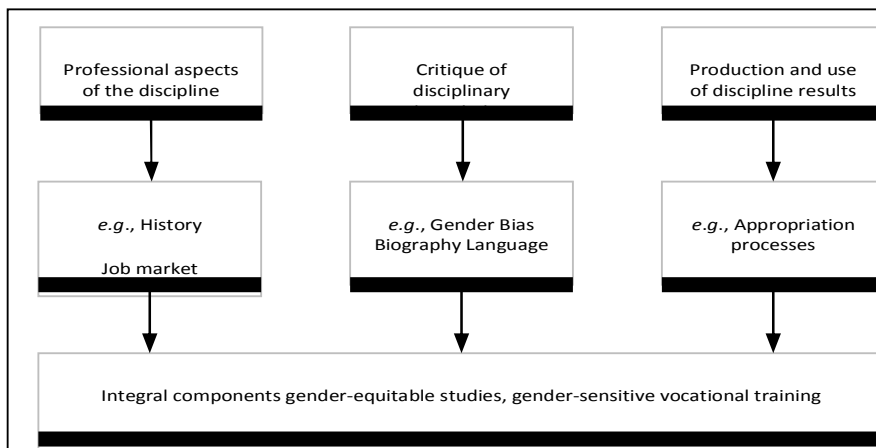 Professional aspects
of the discipline
Critique of
disciplinary
Production and use
of discipline results
e.g., History
Job market
e.g., Gender Bias
Biography Language
e.g., Appropriation
processes
Integral components gender-equitable studies, gender-sensitive vocational training